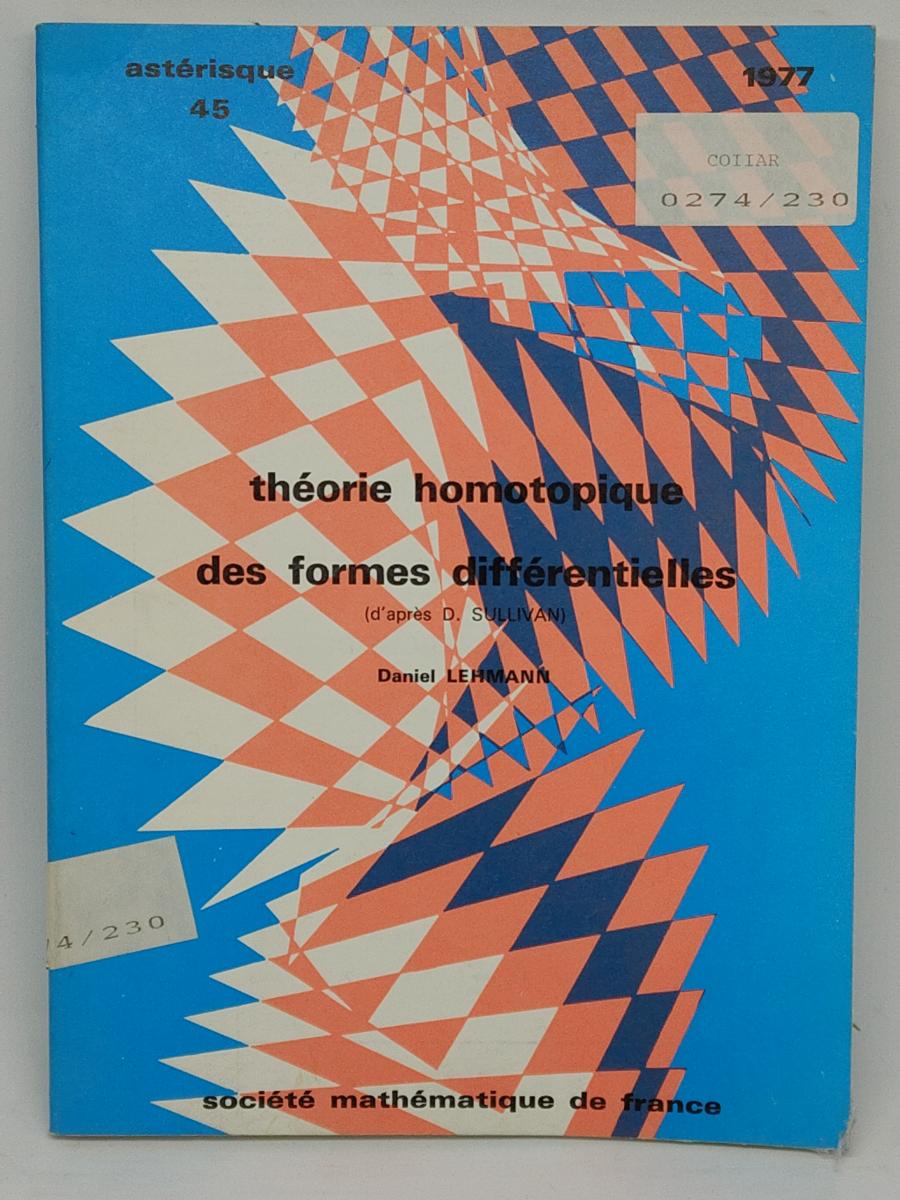 astérisque
45
1977
COIIAR
0274/230
théorie homotopique
des formes différentielles
(d'après D. SULLIVAN)
Daniel LEHMANN
4/230
société mathématique de france